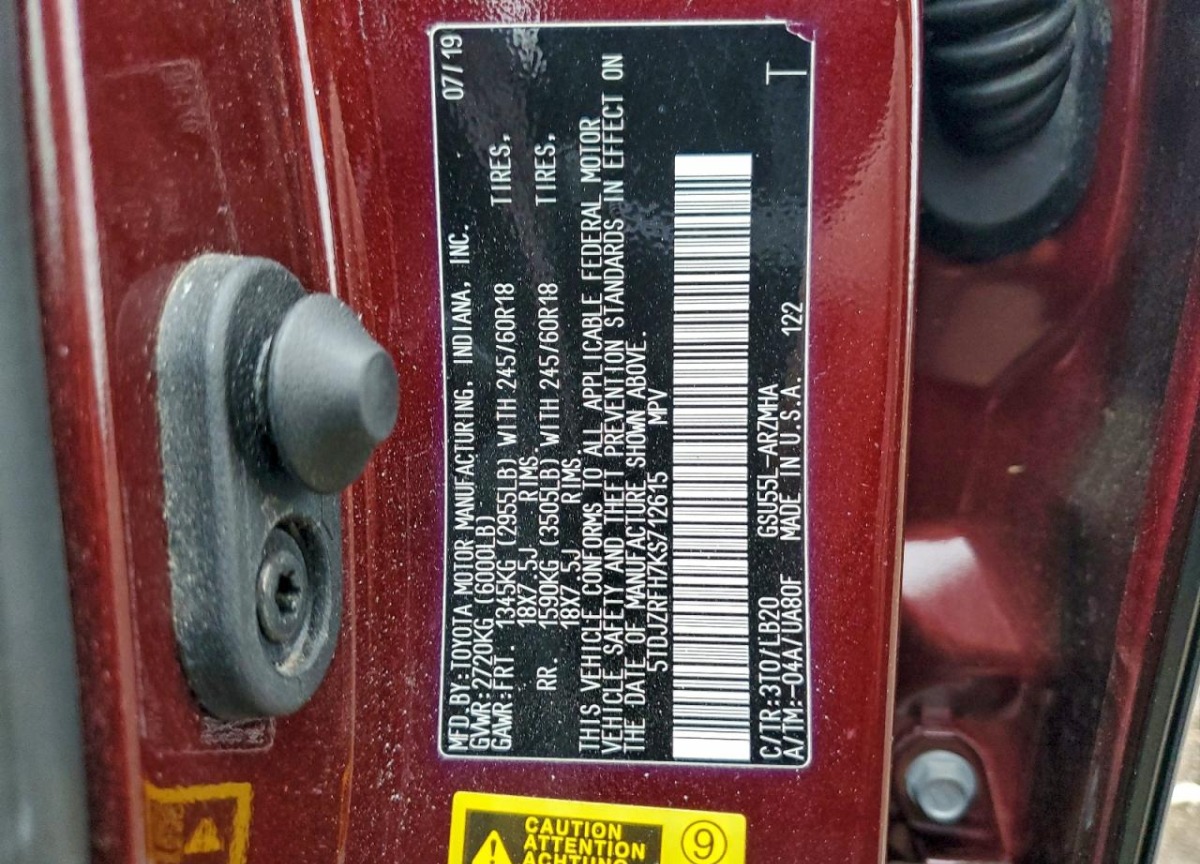 MFD.BY:TOYOTA MOTOR MANUFACTURING, INDIANA, INC. 07/19
GVWR:2720KG(6000LB)
GAWR:FRT. 1345KG (2955LB) WITH 245/60R18 TIRES,
18X7.5J RIMS.
RR. 1590KG (3505LB) WITH 245/60R18 TIRES,
18X7.5J RIMS.
THIS VEHICLE CONFORMS TO ALL APPLICABLE FEDERAL MOTOR
VEHICLE SAFETY AND THEFT PREVENTION STANDARDS IN EFFECT ON
THE DATE OF MANUFACTURE SHOWN ABOVE.
5TDJZRFH7KS712615 MPV
C/TR:3T0/LB20 GSU55L-ARZMHA T
A/TM:-04A/UA80F MADE IN U.S.A. 122
CAUTION
ATTENTION
ACHTUNG
9